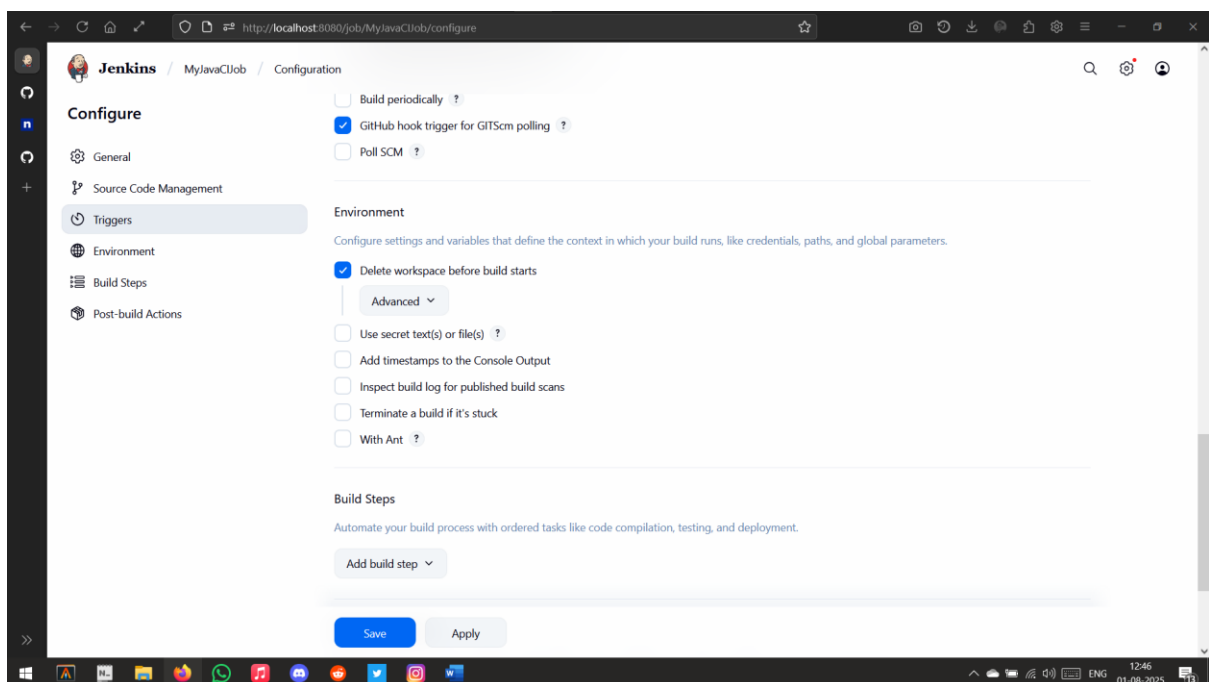 http://localhost:8080/job/MyJavaCIJob/configure
Jenkins / MyJavaCIJob / Configuration
Configure
General
Source Code Management
Triggers
Environment
Build Steps
Post-build Actions
Build periodically ?
GitHub hook trigger for GITScm polling ?
Poll SCM ?
Environment
Configure settings and variables that define the context in which your build runs, like credentials, paths, and global parameters.
Delete workspace before build starts
Advanced
Use secret text(s) or file(s) ?
Add timestamps to the Console Output
Inspect build log for published build scans
Terminate a build if it's stuck
With Ant ?
Build Steps
Automate your build process with ordered tasks like code compilation, testing, and deployment.
Add build step
Save Apply
ENG
12:46
01-08-2025